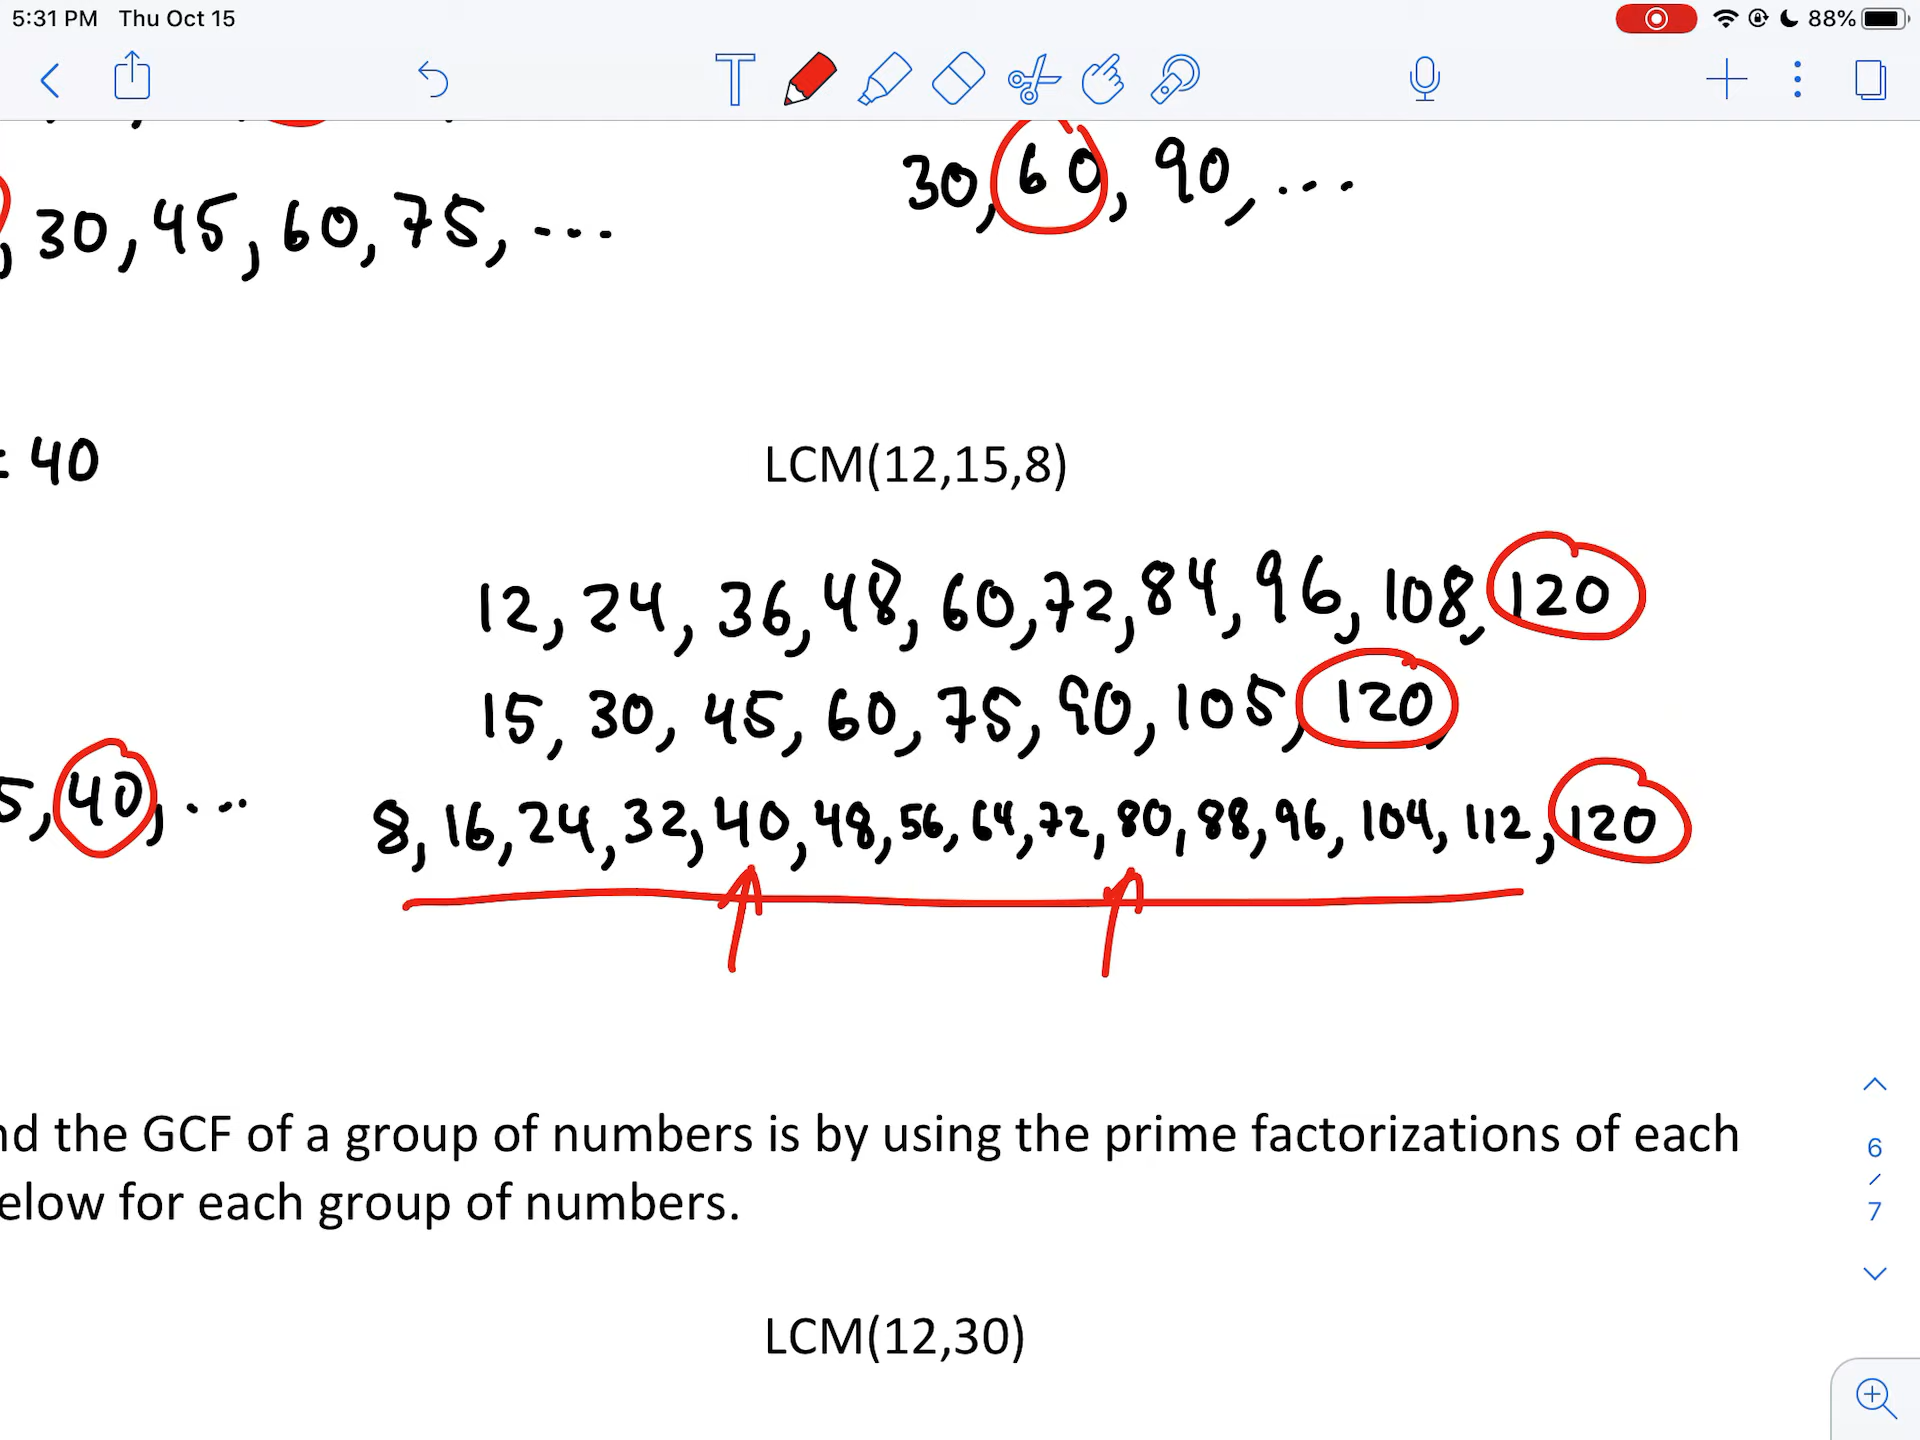 5:31 PM Thu Oct 15
88%
30, 60, 90, ...
, 30, 45, 60, 75, ...
: 40
LCM(12,15,8)
12, 24, 36, 48, 60, 72, 84, 96, 108, 120
15, 30, 45, 60, 75, 90, 105, 120,
5, 40, ...
8, 16, 24, 32, 40, 48, 56, 64, 72, 80, 88, 96, 104, 112, 120
nd the GCF of a group of numbers is by using the prime factorizations of each
elow for each group of numbers.
6
/
7
LCM(12,30)